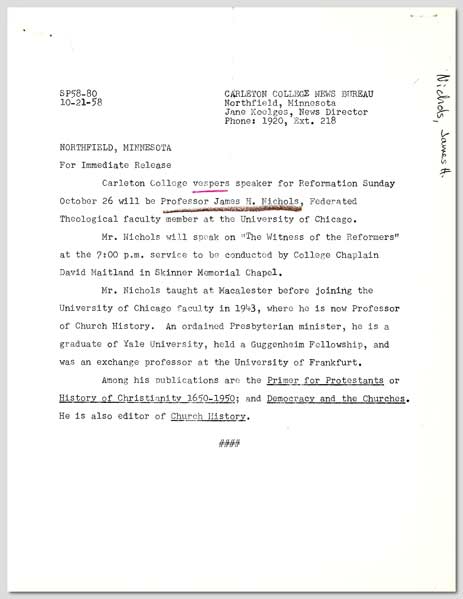 SP58-80
10-21-58
CARLETON COLLEGE NEWS BUREAU
Northfield, Minnesota
Jane Koelges, News Director
Phone: 1920, Ext. 218
Nichols, James H.
NORTHFIELD, MINNESOTA
For Immediate Release
Carleton College vespers speaker for Reformation Sunday
October 26 will be Professor James H. Nichols, Federated
Theological faculty member at the University of Chicago.
Mr. Nichols will speak on "The Witness of the Reformers"
at the 7:00 p.m. service to be conducted by College Chaplain
David Maitland in Skinner Memorial Chapel.
Mr. Nichols taught at Macalester before joining the
University of Chicago faculty in 1943, where he is now Professor
of Church History. An ordained Presbyterian minister, he is a
graduate of Yale University, held a Guggenheim Fellowship, and
was an exchange professor at the University of Frankfurt.
Among his publications are the Primer for Protestants or
History of Christianity 1650-1950; and Democracy and the Churches.
He is also editor of Church History.
####